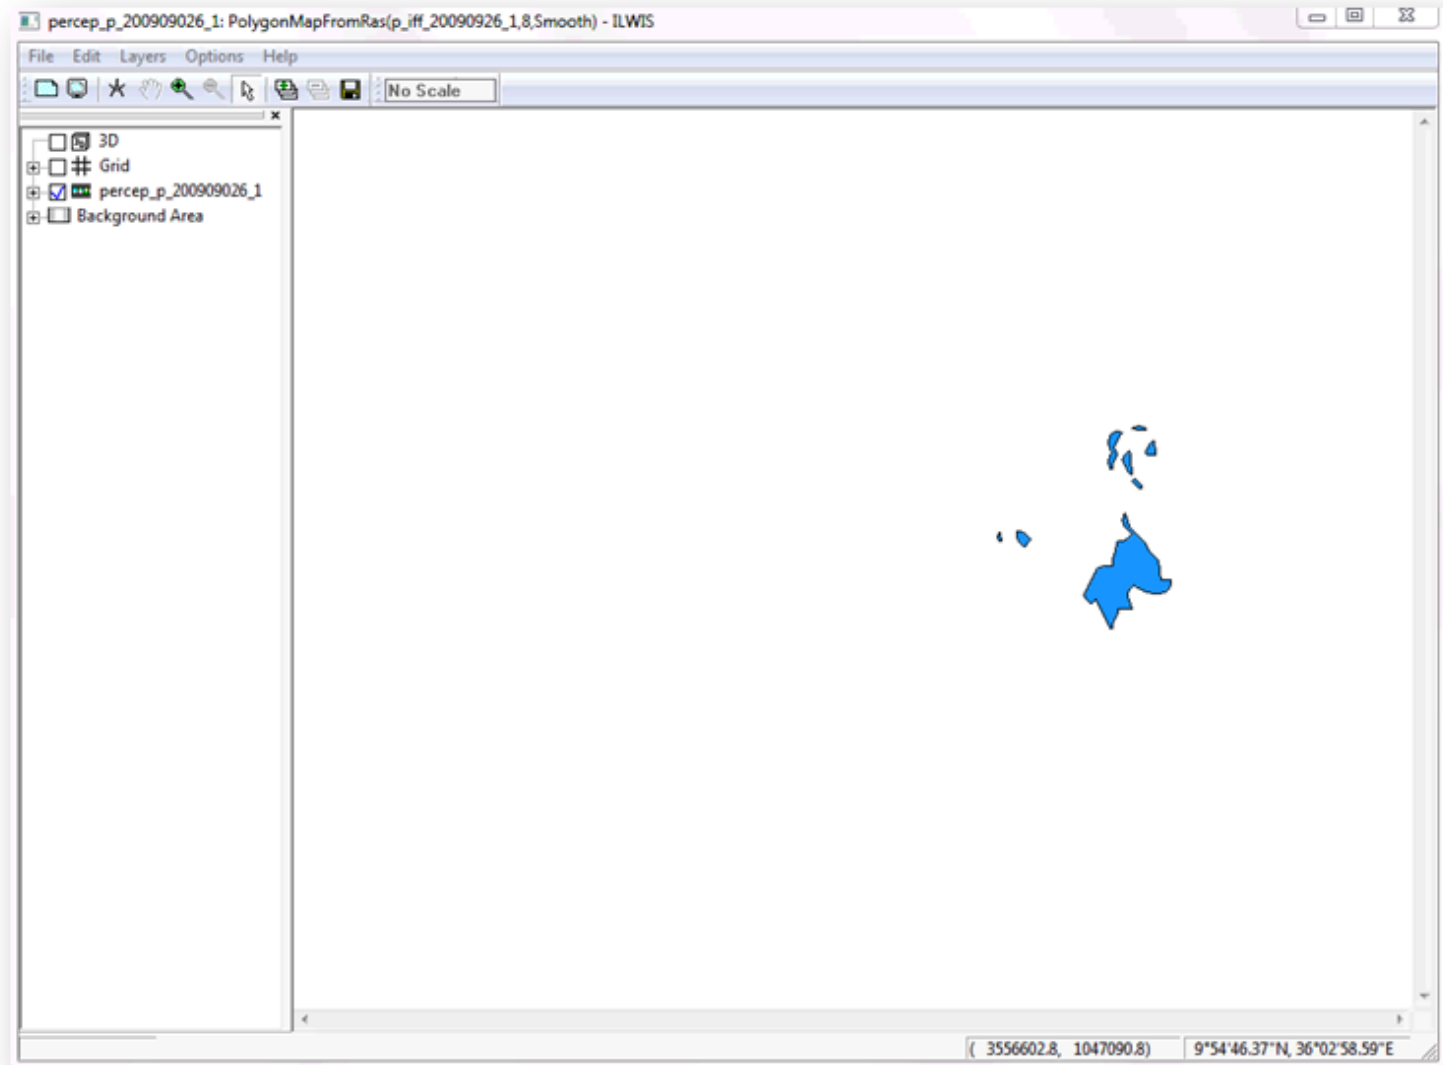 percep_p_200909026_1: PolygonMapFromRas(p_iff_20090926_1,8,Smooth) - ILWIS
File Edit Layers Options Help
No Scale
3D
Grid
percep_p_200909026_1
Background Area
( 3556602.8, 1047090.8) 9°54'46.37"N, 36°02'58.59"E